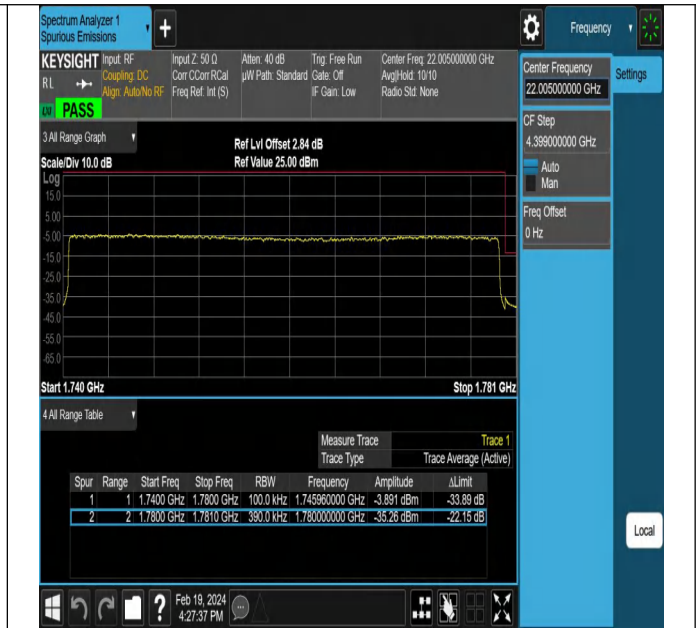 Spectrum Analyzer 1
Spurious Emissions
Frequency
KEYSIGHT
Input: RF
Coupling: DC
Align: Auto/No RF
Input Z: 50 Ω
Corr CCorr RCal
Freq Ref: Int (S)
Atten: 40 dB
µW Path: Standard
Trig: Free Run
Gate: Off
IF Gain: Low
Center Freq: 22.005000000 GHz
Avg|Hold: 10/10
Radio Std: None
RL
LXI
PASS
Center Frequency
22.005000000 GHz
Settings
CF Step
4.399000000 GHz
Auto
Man
Freq Offset
0 Hz
3 All Range Graph
Ref Lvl Offset 2.84 dB
Scale/Div 10.0 dB
Ref Value 25.00 dBm
Log
15.0
5.00
-5.00
-15.0
-25.0
-35.0
-45.0
-55.0
-65.0
Start 1.740 GHz
Stop 1.781 GHz
4 All Range Table
Measure Trace
Trace 1
Trace Type
Trace Average (Active)
Spur Range Start Freq Stop Freq RBW Frequency Amplitude ΔLimit
1 1 1.7400 GHz 1.7800 GHz 100.0 kHz 1.745960000 GHz -3.891 dBm -33.89 dB
2 2 1.7800 GHz 1.7810 GHz 390.0 kHz 1.780000000 GHz -35.26 dBm -22.15 dB
Local
Feb 19, 2024
4:27:37 PM